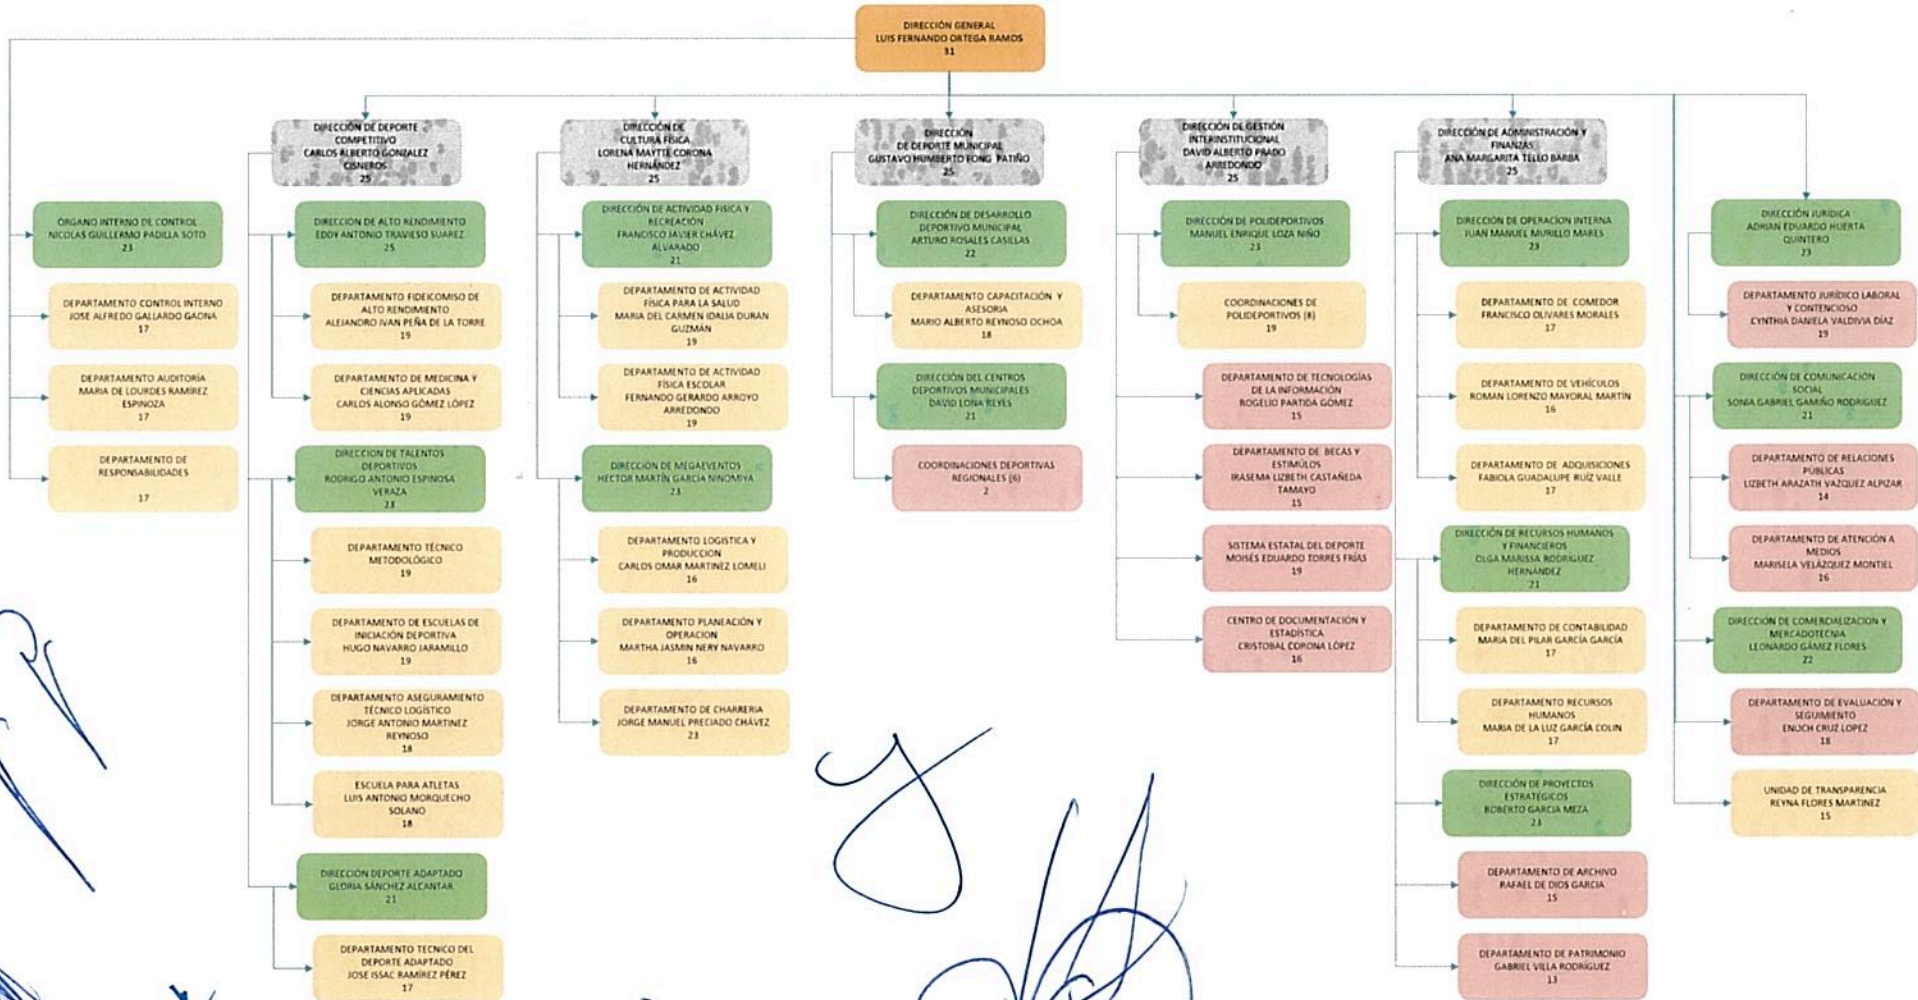 DIRECCIÓN GENERAL
LUIS FERNANDO ORTEGA RAMOS
31
ÓRGANO INTERNO DE CONTROL
NICOLAS GUILLERMO PADILLA SOTO
23
DEPARTAMENTO CONTROL INTERNO
JOSE ALFREDO GALLARDO GAONA
17
DEPARTAMENTO AUDITORÍA
MARIA DE LOURDES RAMÍREZ
ESPINOZA
17
DEPARTAMENTO DE
RESPONSABILIDADES
17
DIRECCIÓN DE DEPORTE
COMPETITIVO
CARLOS ALBERTO GONZALEZ
CISNEROS
25
DIRECCION DE ALTO RENDIMIENTO
EDDY ANTONIO TRAVIESO SUAREZ
25
DEPARTAMENTO FIDEICOMISO DE
ALTO RENDIMIENTO
ALEJANDRO IVAN PEÑA DE LA TORRE
19
DEPARTAMENTO DE MEDICINA Y
CIENCIAS APLICADAS
CARLOS ALONSO GÓMEZ LÓPEZ
19
DIRECCION DE TALENTOS
DEPORTIVOS
RODRIGO ANTONIO ESPINOSA
VERAZA
23
DEPARTAMENTO TÉCNICO
METODOLÓGICO
19
DEPARTAMENTO DE ESCUELAS DE
INICIACIÓN DEPORTIVA
HUGO NAVARRO JARAMILLO
19
DEPARTAMENTO ASEGURAMIENTO
TÉCNICO LOGÍSTICO
JORGE ANTONIO MARTINEZ
REYNOSO
18
ESCUELA PARA ATLETAS
LUIS ANTONIO MORQUECHO
SOLANO
18
DIRECCIÓN DEPORTE ADAPTADO
GLORIA SÁNCHEZ ALCANTAR
21
DEPARTAMENTO TECNICO DEL
DEPORTE ADAPTADO
JOSE ISSAC RAMÍREZ PÉREZ
17
DIRECCIÓN DE
CULTURA FÍSICA
LORENA MAYTTÉ CORONA
HERNÁNDEZ
25
DIRECCIÓN DE ACTIVIDAD FISICA Y
RECREACIÓN
FRANCISCO JAVIER CHÁVEZ
ALVARADO
21
DEPARTAMENTO DE ACTIVIDAD
FÍSICA PARA LA SALUD
MARIA DEL CARMEN IDALIA DURAN
GUZMÁN
19
DEPARTAMENTO DE ACTIVIDAD
FÍSICA ESCOLAR
FERNANDO GERARDO ARROYO
ARREDONDO
19
DIRECCIÓN DE MEGAEVENTOS
HECTOR MARTÍN GARCIA NINOMIYA
23
DEPARTAMENTO LOGISTICA Y
PRODUCCION
CARLOS OMAR MARTINEZ LOMELI
16
DEPARTAMENTO PLANEACIÓN Y
OPERACION
MARTHA JASMIN NERY NAVARRO
16
DEPARTAMENTO DE CHARRERIA
JORGE MANUEL PRECIADO CHÁVEZ
23
DIRECCIÓN
DE DEPORTE MUNICIPAL
GUSTAVO HUMBERTO FONG PATIÑO
25
DIRECCIÓN DE DESARROLLO
DEPORTIVO MUNICIPAL
ARTURO ROSALES CASILLAS
22
DEPARTAMENTO CAPACITACIÓN Y
ASESORIA
MARIO ALBERTO REYNOSO OCHOA
18
DIRECCIÓN DEL CENTROS
DEPORTIVOS MUNICIPALES
DAVID LONA REYES
21
COORDINACIONES DEPORTIVAS
REGIONALES (6)
2
DIRECCIÓN DE GESTIÓN
INTERINSTITUCIONAL
DAVID ALBERTO PRADO
ARREDONDO
25
DIRECCIÓN DE POLIDEPORTIVOS
MANUEL ENRIQUE LOZA NIÑO
23
COORDINACIONES DE
POLIDEPORTIVOS (8)
19
DEPARTAMENTO DE TECNOLOGÍAS
DE LA INFORMACIÓN
ROGELIO PARTIDA GÓMEZ
15
DEPARTAMENTO DE BECAS Y
ESTIMÚLOS
IRASEMA LIZBETH CASTAÑEDA
TAMAYO
15
SISTEMA ESTATAL DEL DEPORTE
MOISÉS EDUARDO TORRES FRÍAS
19
CENTRO DE DOCUMENTACIÓN Y
ESTADÍSTICA
CRISTOBAL CORONA LÓPEZ
16
DIRECCIÓN DE ADMINISTRACIÓN Y
FINANZAS
ANA MARGARITA TELLO BARBA
25
DIRECCIÓN DE OPERACION INTERNA
JUAN MANUEL MURILLO MARES
23
DEPARTAMENTO DE COMEDOR
FRANCISCO OLIVARES MORALES
17
DEPARTAMENTO DE VEHÍCULOS
ROMAN LORENZO MAYORAL MARTÍN
16
DEPARTAMENTO DE ADQUISICIONES
FABIOLA GUADALUPE RUÍZ VALLE
17
DIRECCIÓN DE RECURSOS HUMANOS
Y FINANCIEROS
OLGA MARISSA RODRÍGUEZ
HERNÁNDEZ
21
DEPARTAMENTO DE CONTABILIDAD
MARIA DEL PILAR GARCÍA GARCÍA
17
DEPARTAMENTO RECURSOS
HUMANOS
MARIA DE LA LUZ GARCÍA COLIN
17
DIRECCIÓN DE PROYECTOS
ESTRATÉGICOS
ROBERTO GARCIA MEZA
23
DEPARTAMENTO DE ARCHIVO
RAFAEL DE DIOS GARCIA
15
DEPARTAMENTO DE PATRIMONIO
GABRIEL VILLA RODRÍGUEZ
13
DIRECCIÓN JURÍDICA
ADRIAN EDUARDO HUERTA
QUINTERO
23
DEPARTAMENTO JURÍDICO LABORAL
Y CONTENCIOSO
CYNTHIA DANIELA VALDIVIA DÍAZ
19
DIRECCIÓN DE COMUNICACIÓN
SOCIAL
SONIA GABRIEL GAMIÑO RODRIGUEZ
21
DEPARTAMENTO DE RELACIONES
PÚBLICAS
LIZBETH ARAZATH VAZQUEZ ALPIZAR
14
DEPARTAMENTO DE ATENCIÓN A
MEDIOS
MARISELA VELÁZQUEZ MONTIEL
16
DIRECCIÓN DE COMERCIALIZACIÓN Y
MERCADOTECNIA
LEONARDO GÁMEZ FLORES
22
DEPARTAMENTO DE EVALUACIÓN Y
SEGUIMIENTO
ENUCH CRUZ LOPEZ
18
UNIDAD DE TRANSPARENCIA
REYNA FLORES MARTINEZ
15